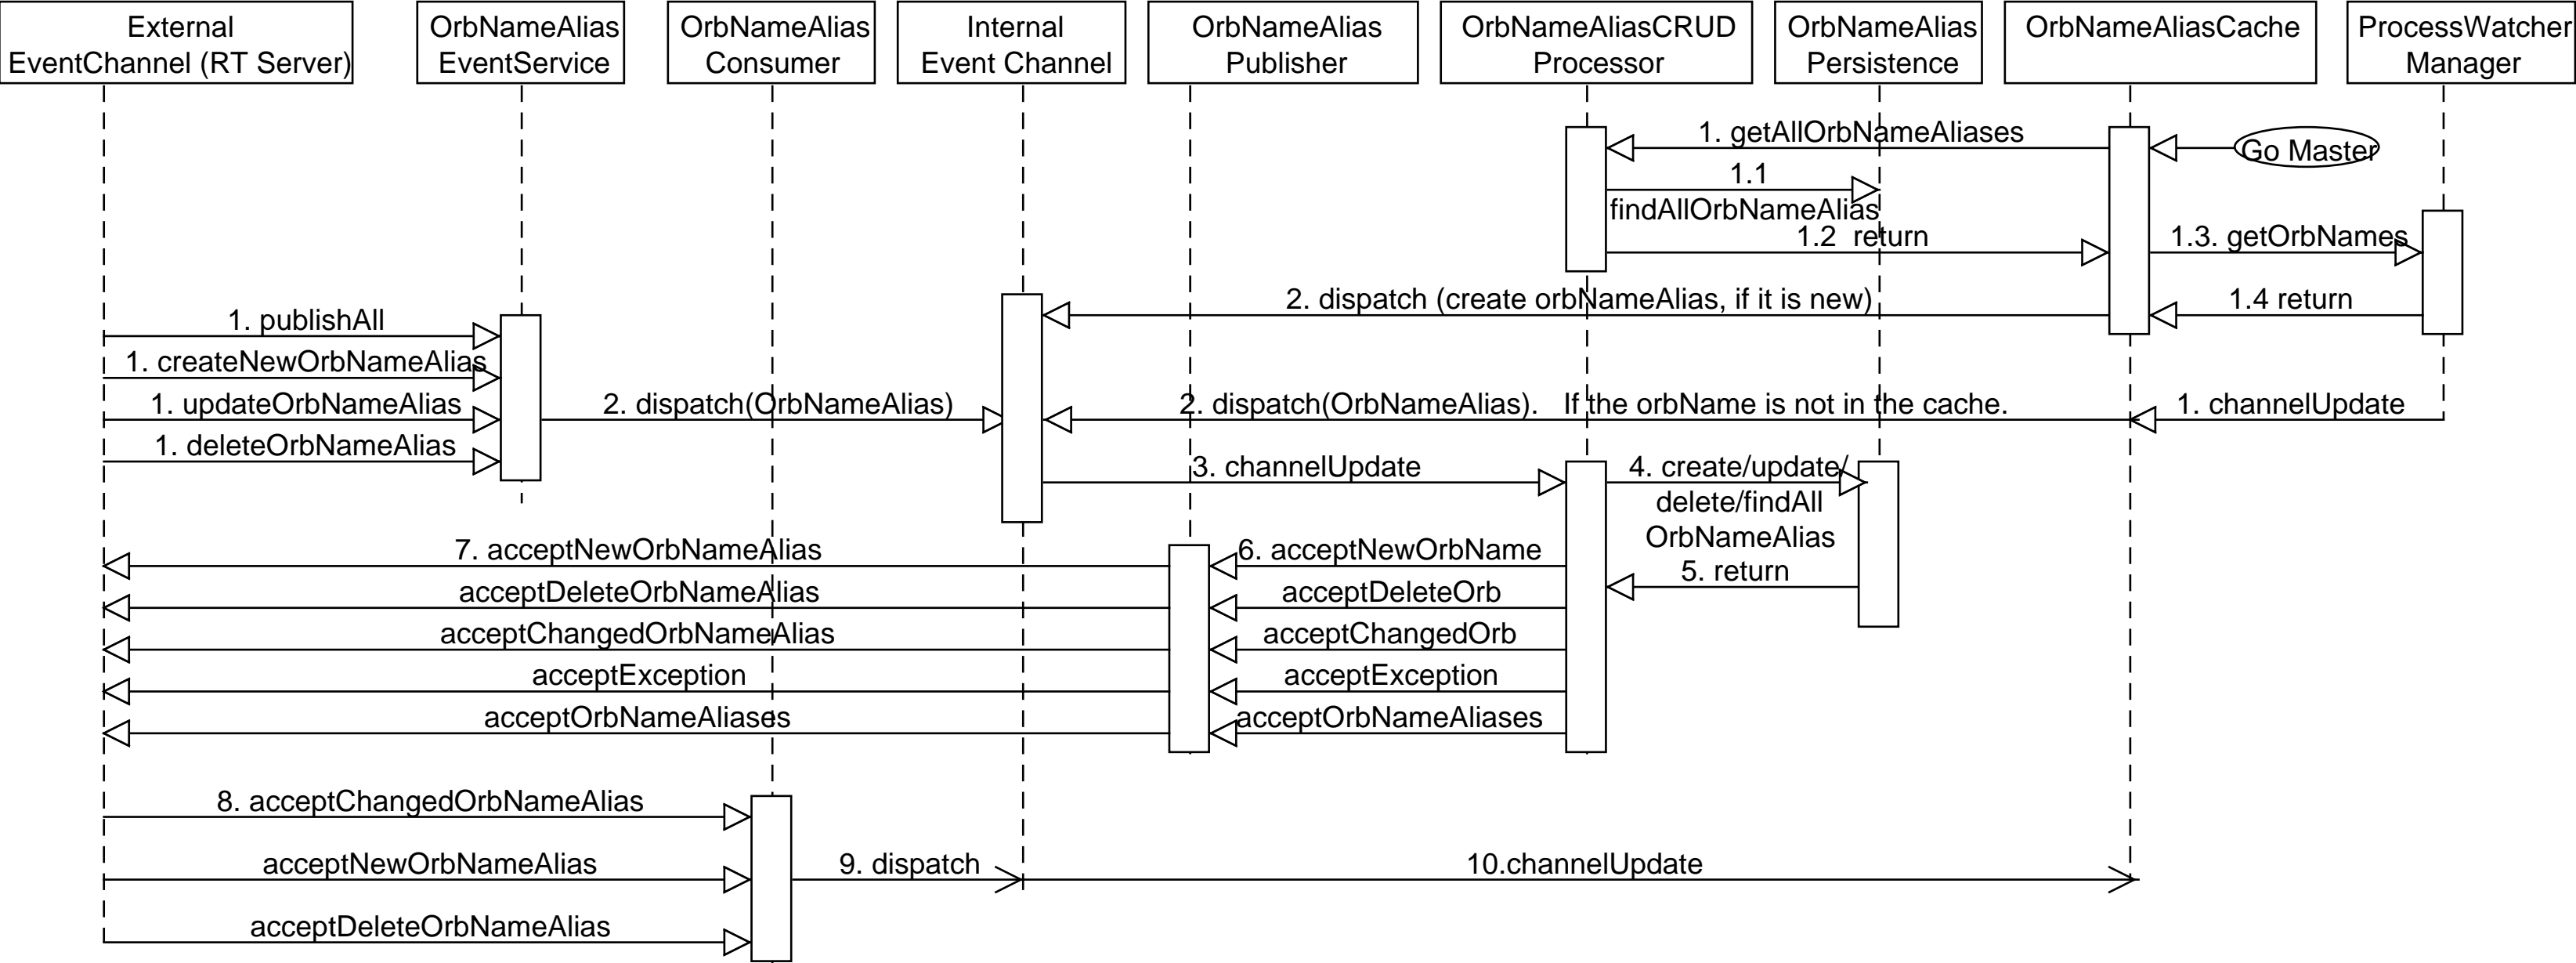 External
EventChannel (RT Server)
OrbNameAlias
EventService
OrbNameAlias
Consumer
Internal
Event Channel
OrbNameAlias
Publisher
OrbNameAliasCRUD
Processor
OrbNameAlias
Persistence
OrbNameAliasCache
ProcessWatcher
Manager
1. getAllOrbNameAliases
Go Master
1.1
findAllOrbNameAlias
1.2 return
1.3. getOrbNames
2. dispatch (create orbNameAlias, if it is new)
1.4 return
1. publishAll
1. createNewOrbNameAlias
1. updateOrbNameAlias
2. dispatch(OrbNameAlias)
2. dispatch(OrbNameAlias). If the orbName is not in the cache.
1. channelUpdate
1. deleteOrbNameAlias
3. channelUpdate
4. create/update/
delete/findAll
OrbNameAlias
5. return
7. acceptNewOrbNameAlias
6. acceptNewOrbName
acceptDeleteOrbNameAlias
acceptDeleteOrb
acceptChangedOrbNameAlias
acceptChangedOrb
acceptException
acceptException
acceptOrbNameAliases
acceptOrbNameAliases
8. acceptChangedOrbNameAlias
acceptNewOrbNameAlias
9. dispatch
10.channelUpdate
acceptDeleteOrbNameAlias